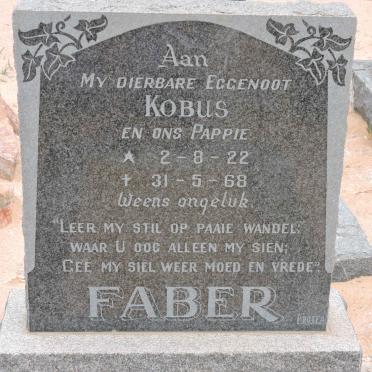 Aan
MY DIERBARE EGGENOOT
KOBUS
EN ONS PAPPIE
★ 2-8-22
✝ 31-5-68
Weens ongeluk.
"LEER MY STIL OP PAAIE WANDEL;
WAAR U OOG ALLEEN MY SIEN;
GEE MY SIEL WEER MOED EN VREDE".
FABER